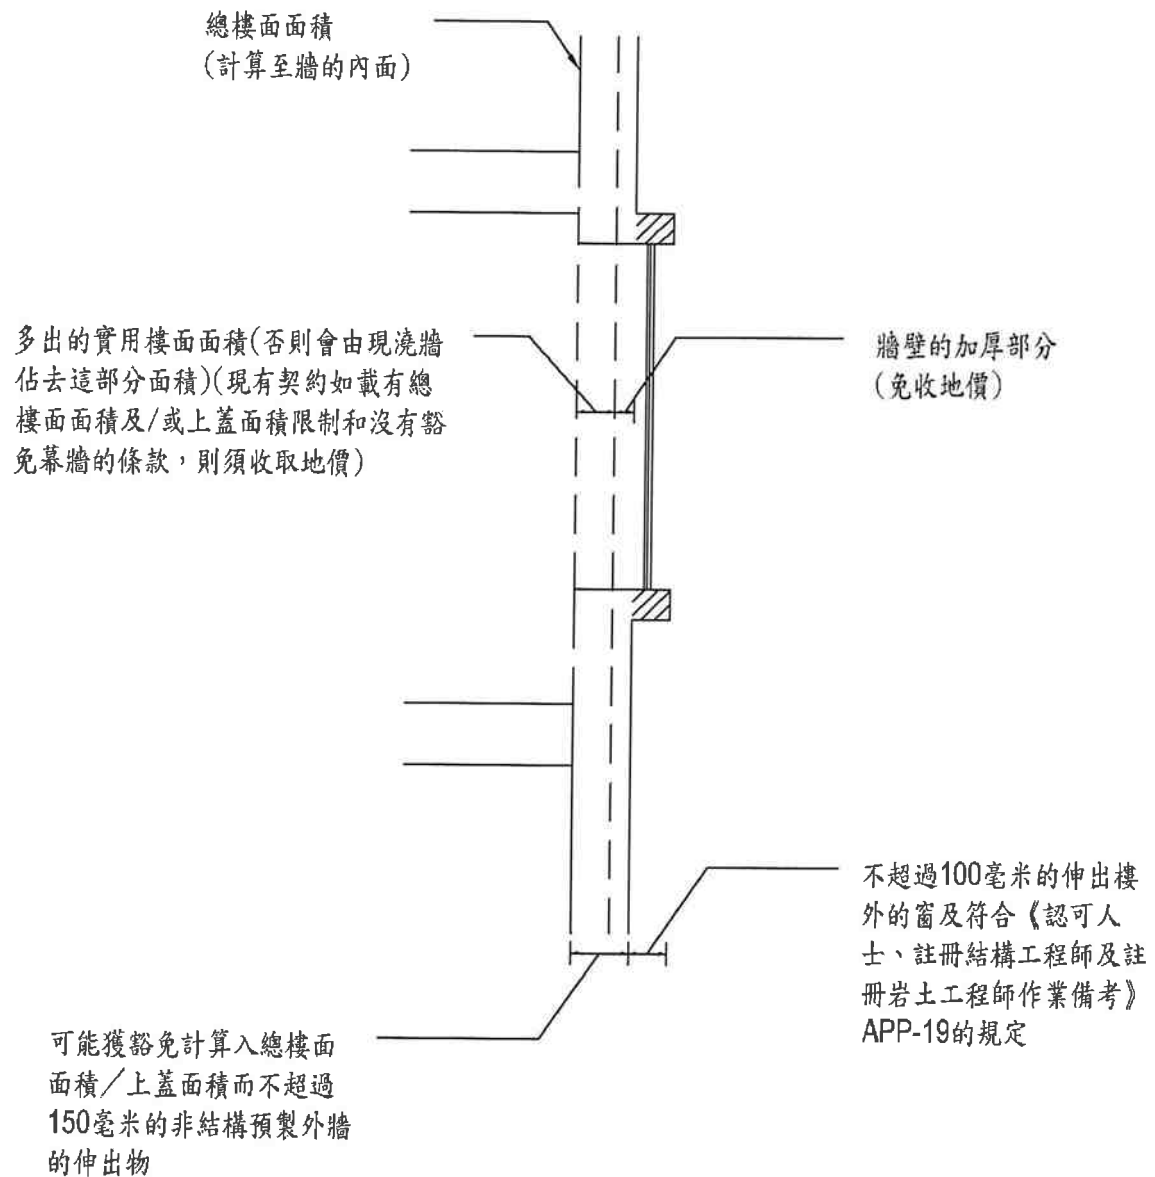 總樓面面積
(計算至牆的內面)
多出的實用樓面面積(否則會由現澆牆
佔去這部分面積)(現有契約如載有總
樓面面積及/或上蓋面積限制和沒有豁
免幕牆的條款，則須收取地價)
牆壁的加厚部分
(免收地價)
不超過100毫米的伸出樓
外的窗及符合《認可人
士、註冊結構工程師及註
冊岩土工程師作業備考》
APP-19的規定
可能獲豁免計算入總樓面
面積／上蓋面積而不超過
150毫米的非結構預製外牆
的伸出物